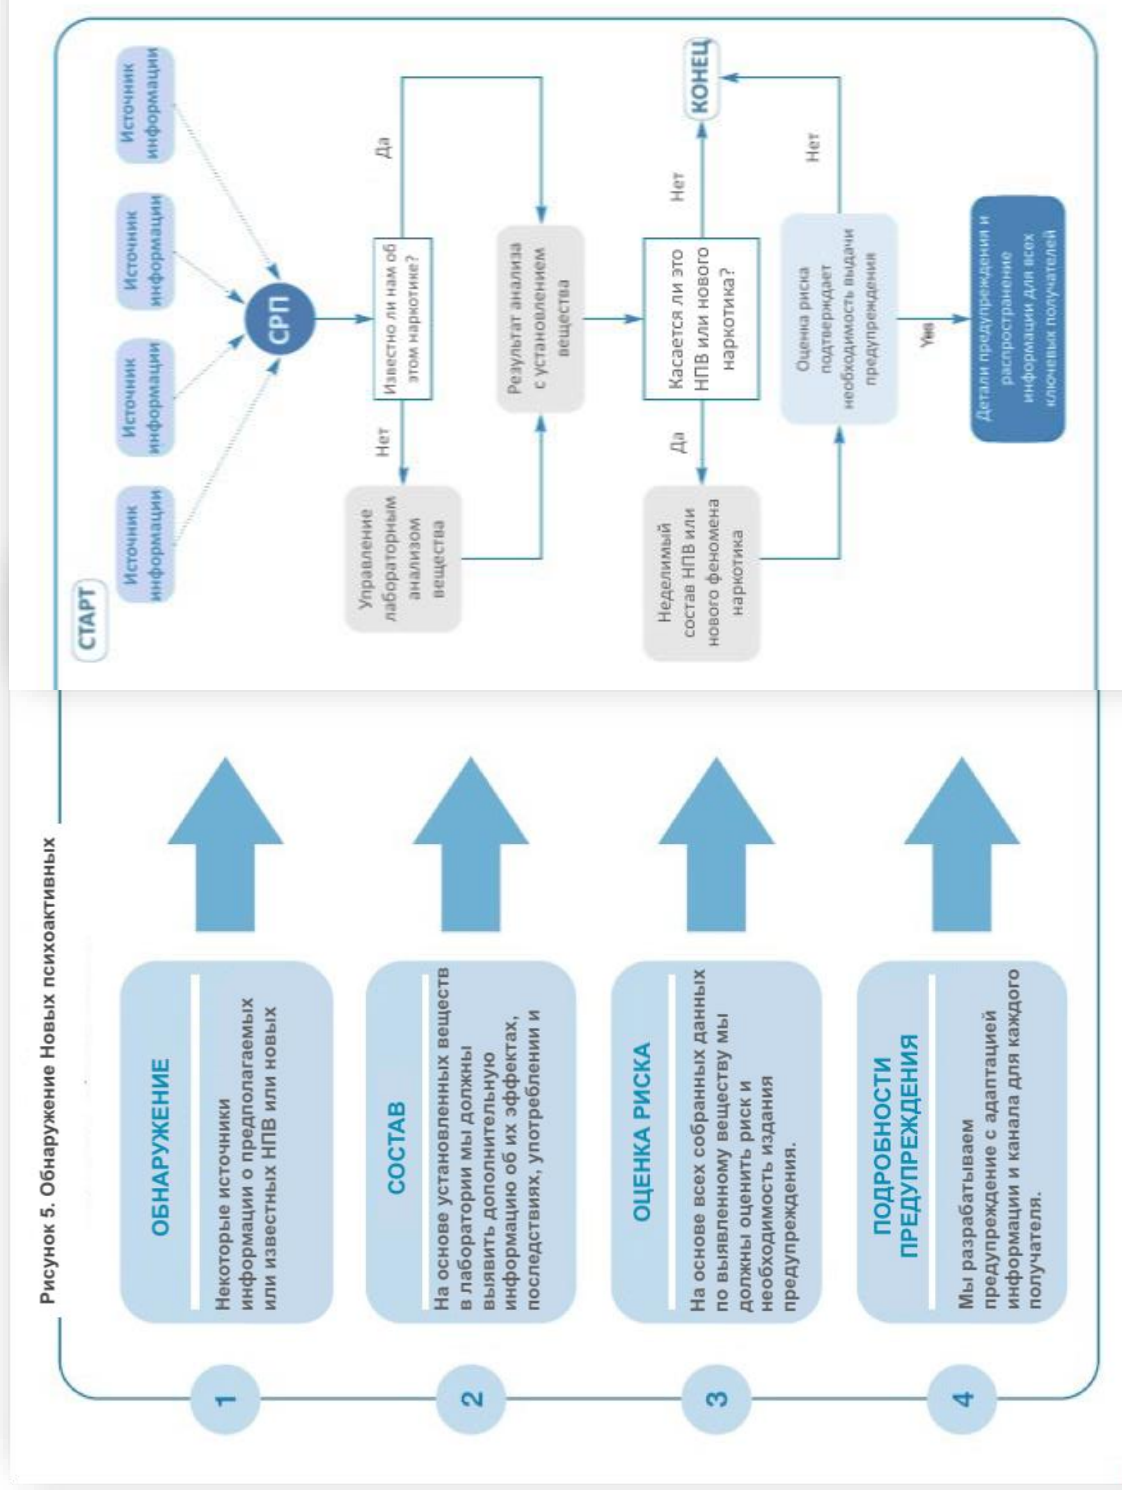 Рисунок 5. Обнаружение Новых психоактивных
1
ОБНАРУЖЕНИЕ
Некоторые источники
информации о предполагаемых
или известных НПВ или новых
2
СОСТАВ
На основе установленных веществ
в лаборатории мы должны
выявить дополнительную
информацию об их эффектах,
последствиях, употреблении и
3
ОЦЕНКА РИСКА
На основе всех собранных данных
по выявленному веществу мы
должны оценить риск и
необходимость издания
предупреждения.
4
ПОДРОБНОСТИ
ПРЕДУПРЕЖДЕНИЯ
Мы разрабатываем
предупреждение с адаптацией
информации и канала для каждого
получателя.
СТАРТ
Источник
информации
Источник
информации
Источник
информации
Источник
информации
СРП
Известно ли нам об
этом наркотике?
Нет
Да
Управление
лабораторным
анализом
вещества
Результат анализа
с установлением
вещества
Касается ли это
НПВ или нового
наркотика?
Да
Нет
КОНЕЦ
Неделимый
состав НПВ или
нового феномена
наркотика
Оценка риска
подтверждает
необходимость выдачи
предупреждения
Нет
Yes
Детали предупреждения и
распространение
информации для всех
ключевых получателей